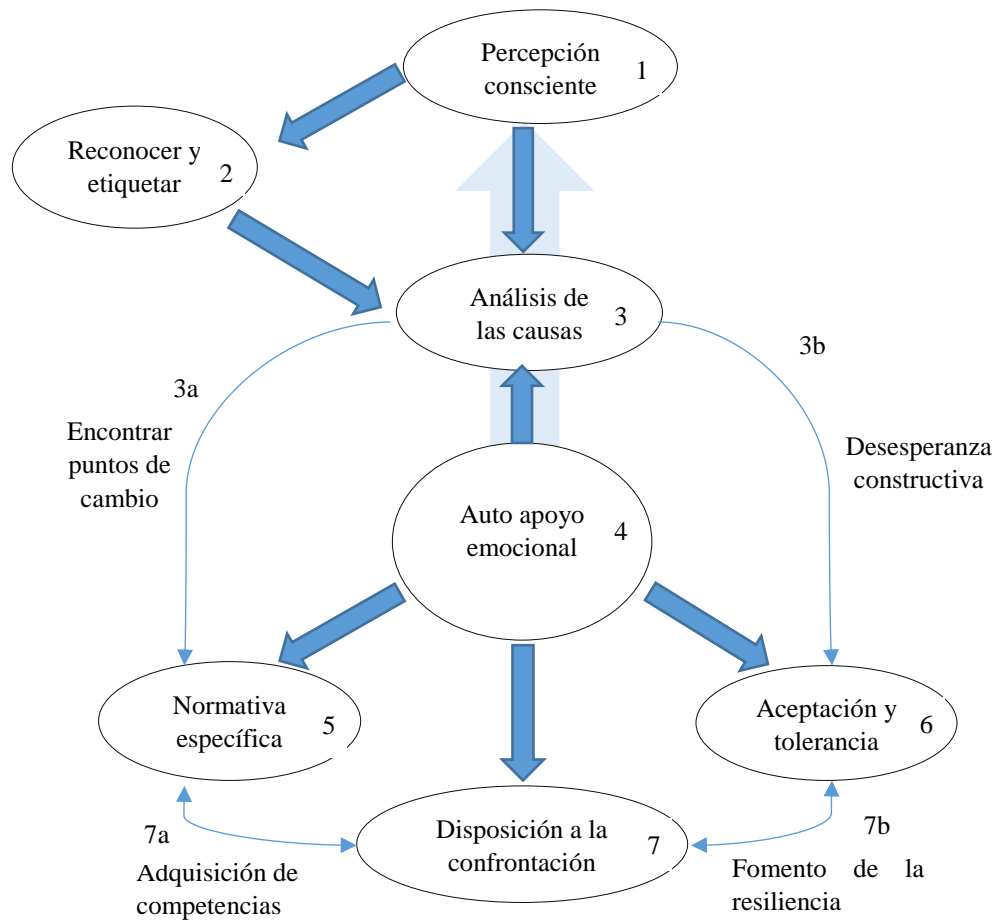 Percepción
consciente
1
Reconocer y
etiquetar
2
Análisis de
las causas
3
3a
Encontrar
puntos de
cambio
3b
Desesperanza
constructiva
Auto apoyo
emocional
4
Normativa
específica
5
Aceptación y
tolerancia
6
Disposición a la
confrontación
7
7a
Adquisición de
competencias
7b
Fomento de la
resiliencia